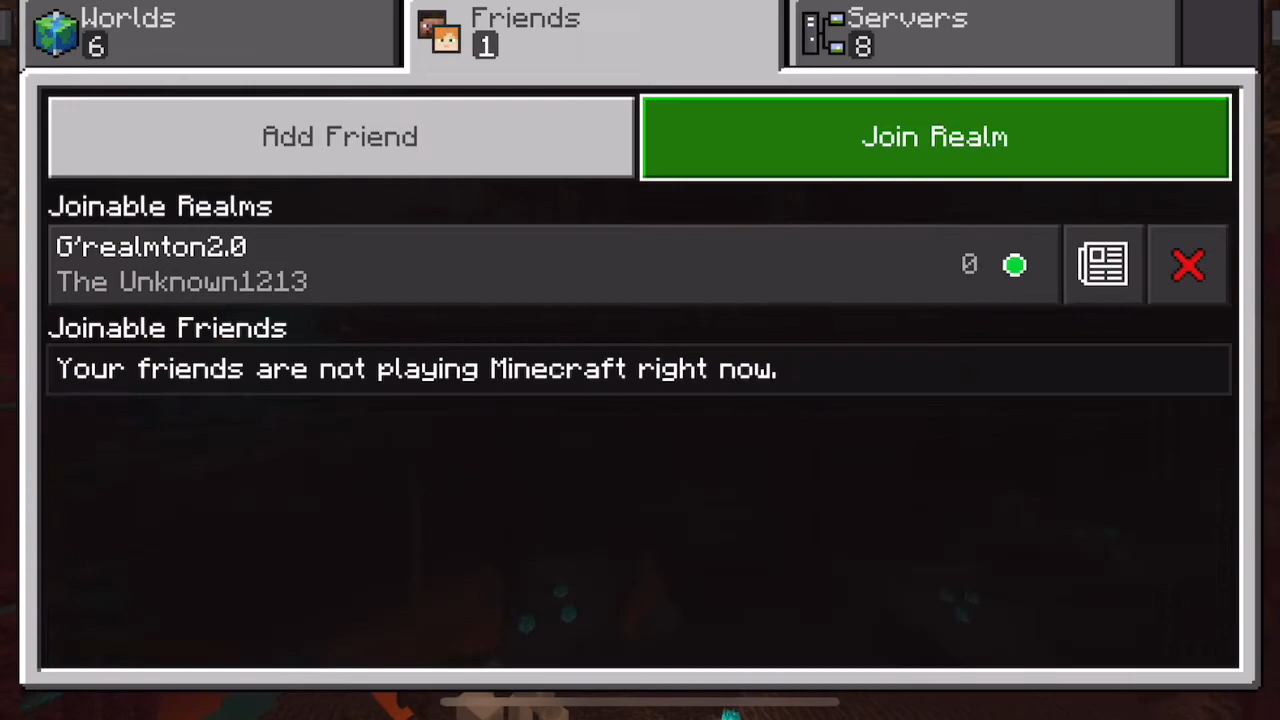 Worlds
6
Friends
1
Servers
8
Add Friend
Join Realm
Joinable Realms
G'realmton2.0
The Unknown1213
0
Joinable Friends
Your friends are not playing Minecraft right now.